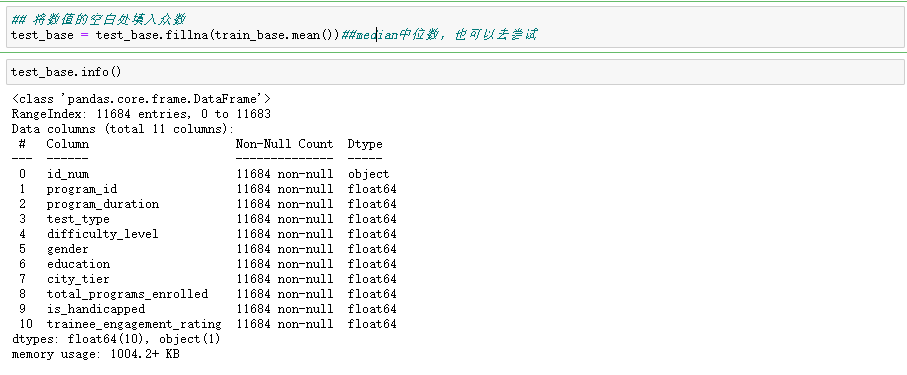 ## 将数值的空白处填入众数
test_base = test_base.fillna(train_base.mean())##median中位数，也可以去尝试
test_base.info()
<class 'pandas.core.frame.DataFrame'>
RangeIndex: 11684 entries, 0 to 11683
Data columns (total 11 columns):
 #   Column                    Non-Null Count  Dtype
---  ------                    --------------  -----
 0   id_num                    11684 non-null  object
 1   program_id                11684 non-null  float64
 2   program_duration          11684 non-null  float64
 3   test_type                 11684 non-null  float64
 4   difficulty_level          11684 non-null  float64
 5   gender                    11684 non-null  float64
 6   education                 11684 non-null  float64
 7   city_tier                 11684 non-null  float64
 8   total_programs_enrolled   11684 non-null  float64
 9   is_handicapped            11684 non-null  float64
 10  trainee_engagement_rating 11684 non-null  float64
dtypes: float64(10), object(1)
memory usage: 1004.2+ KB